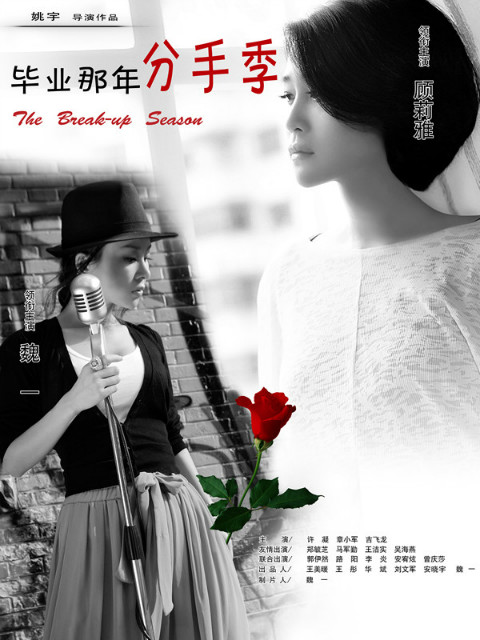 姚宇 导演作品
毕业那年分手季
The Break-up Season
领衔主演
顾莉雅
领衔主演
魏一
主 演/ 许 凝 章小军 吉飞龙
友情出演/ 郑毓芝 马军勤 王洁实 吴海燕
联合出演/ 郭伊然 路 阳 李 炎 安宥炫 曾庆莎
出 品 人/ 王美暖 王 彤 华 斌 刘文军 安晓宇 魏 一
制 片 人/ 魏 一